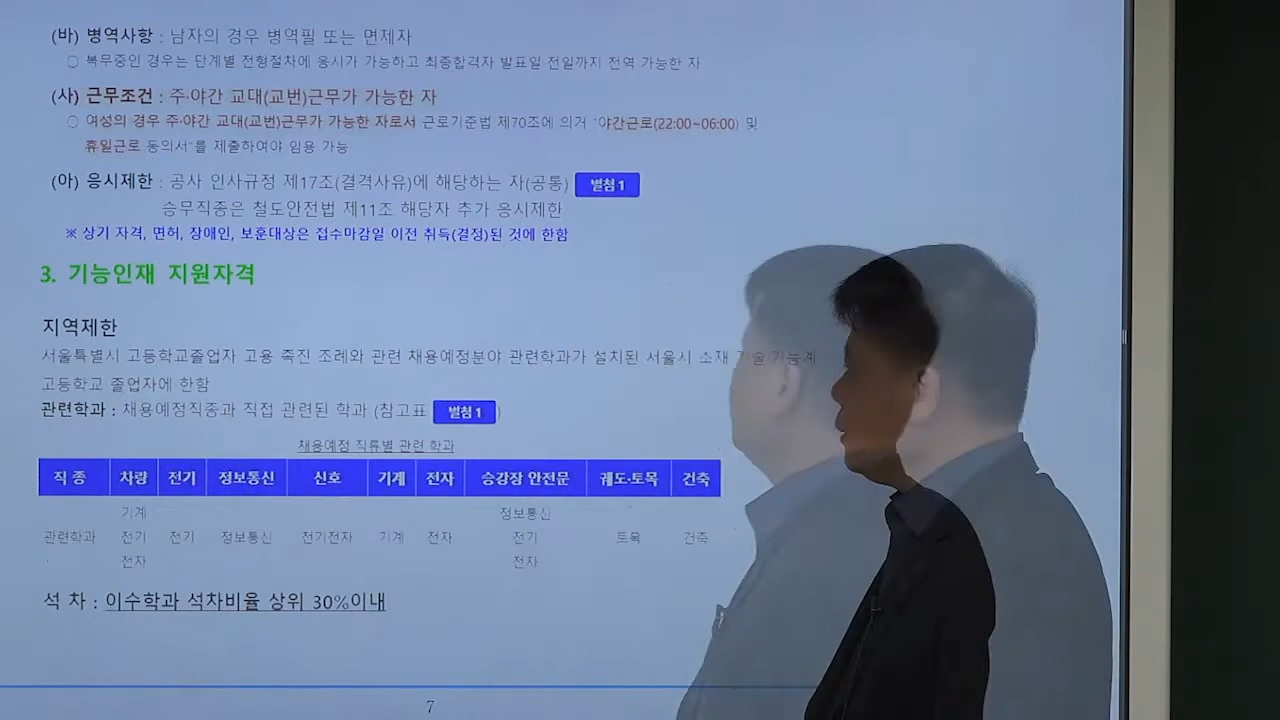 (바) 병역사항 : 남자의 경우 병역필 또는 면제자
○ 복무중인 경우는 단계별 전형절차에 응시가 가능하고 최종합격자 발표일 전일까지 전역 가능한 자
(사) 근무조건 : 주·야간 교대(교번)근무가 가능한 자
○ 여성의 경우 주·야간 교대(교번)근무가 가능한 자로서 근로기준법 제70조에 의거 "야간근로(22:00~06:00) 및
휴일근로 동의서"를 제출하여야 임용 가능
(아) 응시제한 : 공사 인사규정 제17조(결격사유)에 해당하는 자(공통) 별첨 1
승무직종은 철도안전법 제11조 해당자 추가 응시제한
※ 상기 자격, 면허, 장애인, 보훈대상은 접수마감일 이전 취득(결정)된 것에 한함
3. 기능인재 지원자격
지역제한
서울특별시 고등학교졸업자 고용 촉진 조례와 관련 채용예정분야 관련학과가 설치된 서울시 소재 기술기능계
고등학교 졸업자에 한함
관련학과 : 채용예정직종과 직접 관련된 학과 (참고표 별첨 1 )
채용예정 직류별 관련 학과
직 종 차량 전기 정보통신 신호 기계 전자 승강장 안전문 궤도·토목 건축
기계 정보통신
관련학과 전기 전기 정보통신 전기전자 기계 전자 전기 토목 건축
전자 전자
석 차 : 이수학과 석차비율 상위 30%이내
7